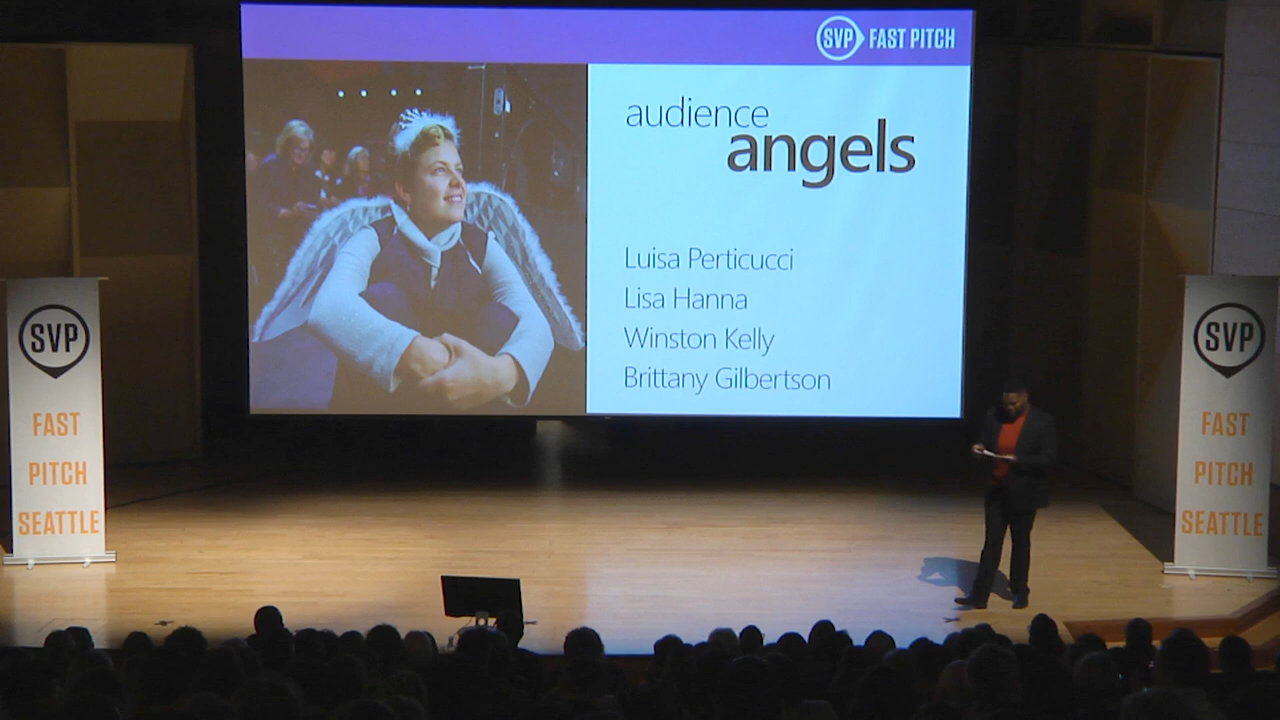 SVP FAST PITCH
audience
angels
Luisa Perticucci
Lisa Hanna
Winston Kelly
Brittany Gilbertson
SVP
FAST
PITCH
SEATTLE
SVP
FAST
PITCH
SEATTLE